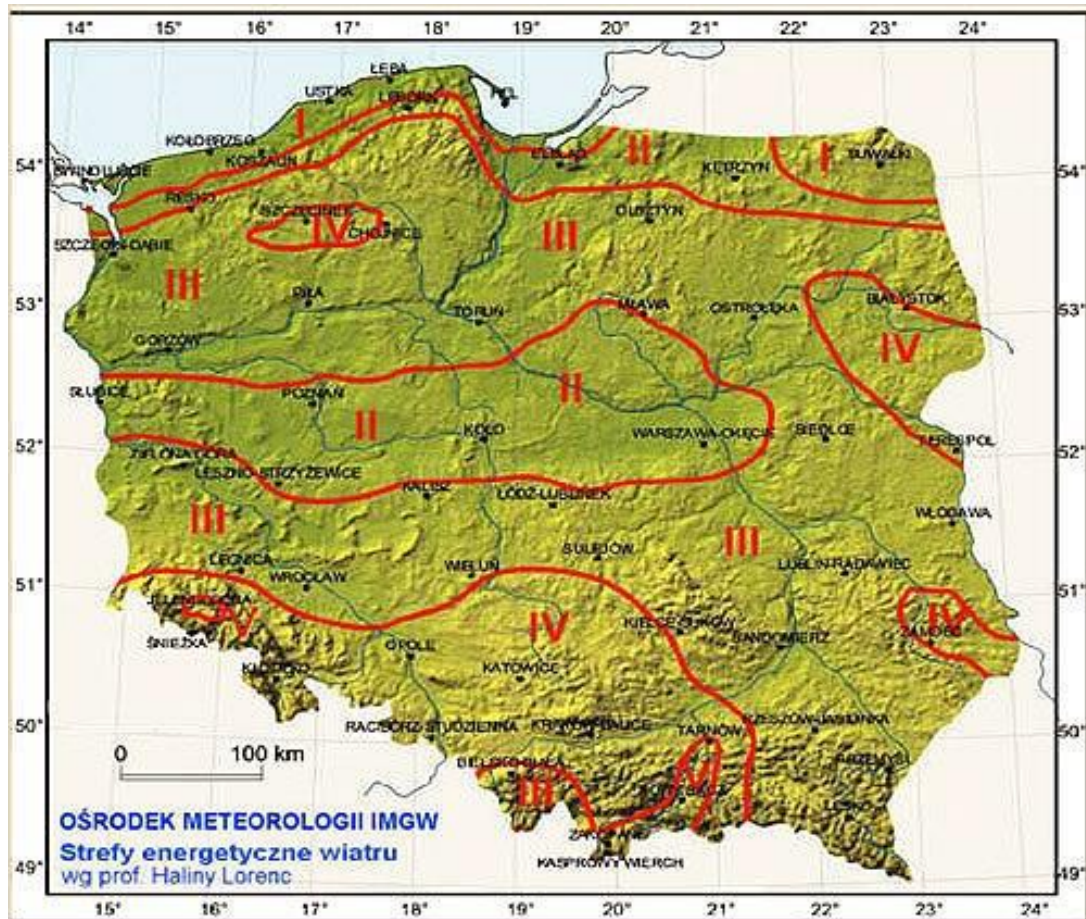 14° 15° 16° 17° 18° 19° 20° 21° 22° 23° 24°
ŁEBA
USTKA
HEL
LĘBORK
I
KOŁOBRZEG
KOSZALIN
ELBLĄG
II
I
SUWAŁKI
54°
54°
KĘTRZYN
ŚWINOUJŚCIE
RESKO
SZCZECINEK
IV
CHOJNICE
OLSZTYN
III
SZCZECIN-DĄBIE
III
PIŁA
53°
53°
TORUŃ
MŁAWA
OSTROŁĘKA
BIAŁYSTOK
GORZÓW
IV
SŁUBICE
POZNAŃ
II
II
KOŁO
WARSZAWA-OKĘCIE
SIEDLCE
TERESPOL
52°
52°
ZIELONA GÓRA
LESZNO-STRZYŻEWICE
KALISZ
ŁÓDŹ-LUBLINEK
WŁODAWA
III
III
SULEJÓW
LEGNICA
WROCŁAW
WIELUŃ
LUBLIN-RADAWIEC
51°
51°
JELENIA GÓRA
V
IV
KIELCE-SUKÓW
IV
ZAMOŚĆ
ŚNIEŻKA
OPOLE
SANDOMIERZ
KŁODZKO
KATOWICE
50°
50°
RACIBÓRZ-STUDZIENNA
KRAKÓW-BALICE
TARNÓW
RZESZÓW-JASIONKA
0 100 km
BIELSKO-BIAŁA
V
PRZEMYŚL
III
NOWY SĄCZ
LESKO
OŚRODEK METEOROLOGII IMGW
ZAKOPANE
Strefy energetyczne wiatru
KASPROWY WIERCH
wg prof. Haliny Lorenc
49°
49°
15° 16° 17° 18° 19° 20° 21° 22° 23° 24°